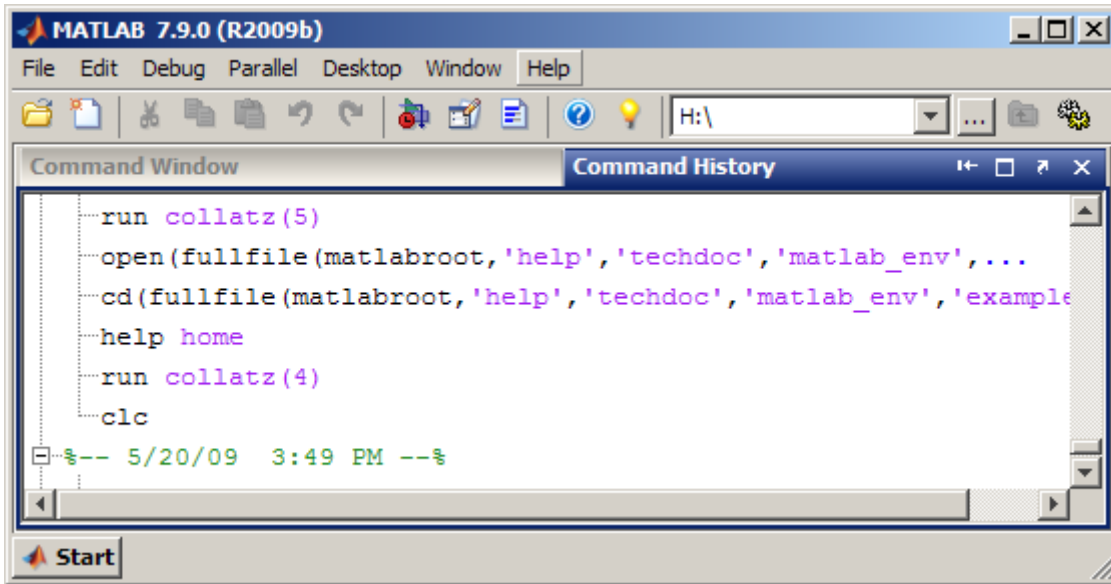 MATLAB 7.9.0 (R2009b)
File Edit Debug Parallel Desktop Window Help
H:\ ...
Command Window Command History
run collatz(5)
open(fullfile(matlabroot,'help','techdoc','matlab_env',...
cd(fullfile(matlabroot,'help','techdoc','matlab_env','example
help home
run collatz(4)
clc
%-- 5/20/09 3:49 PM --%
Start